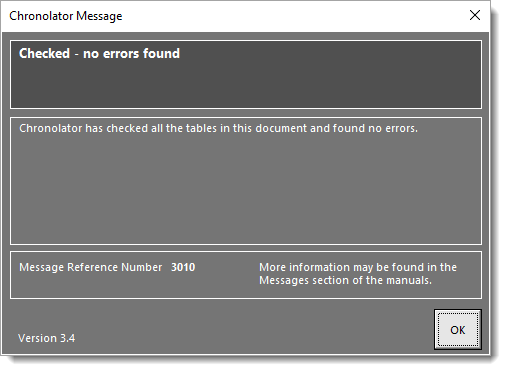 Chronolator Message
Checked - no errors found
Chronolator has checked all the tables in this document and found no errors.
Message Reference Number 3010
More information may be found in the
Messages section of the manuals.
OK
Version 3.4